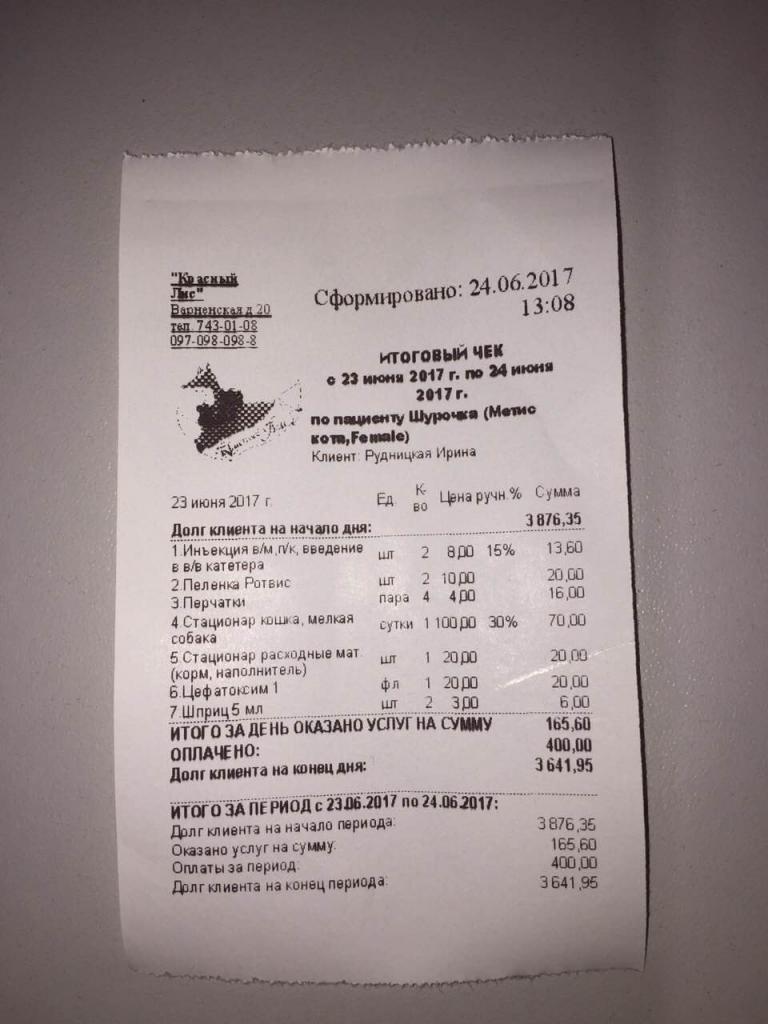 "Красный
Лис"
Варненская д 20
тел. 743-01-08
097-098-098-8
Сформировано: 24.06.2017
13:08
ИТОГОВЫЙ ЧЕК
с 23 июня 2017 г. по 24 июня
2017 г.
по пациенту Шурочка (Метис
кота,Female)
Клиент: Рудницкая Ирина
23 июня 2017 г. Ед. К-во Цена ручн.% Сумма
Долг клиента на начало дня: 3 876,35
1.Инъекция в/м,п/к, введение
в в/в катетера шт 2 8,00 15% 13,60
2.Пеленка Ротвис шт 2 10,00 20,00
3.Перчатки пара 4 4,00 16,00
4.Стационар кошка, мелкая
собака сутки 1 100,00 30% 70,00
5.Стационар расходные мат.
(корм, наполнитель) шт 1 20,00 20,00
6.Цефатоксим 1 фл 1 20,00 20,00
7.Шприц 5 мл шт 2 3,00 6,00
ИТОГО ЗА ДЕНЬ ОКАЗАНО УСЛУГ НА СУММУ 165,60
ОПЛАЧЕНО: 400,00
Долг клиента на конец дня: 3 641,95
ИТОГО ЗА ПЕРИОД с 23.06.2017 по 24.06.2017:
Долг клиента на начало периода: 3 876,35
Оказано услуг на сумму: 165,60
Оплаты за период: 400,00
Долг клиента на конец периода: 3 641,95